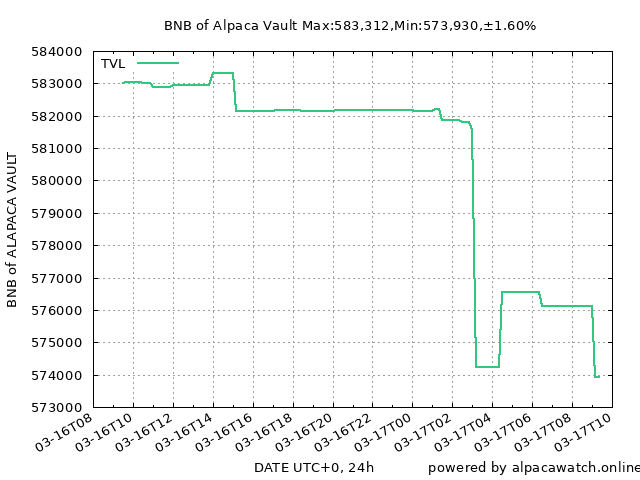 BNB of Alpaca Vault Max:583,312,Min:573,930,±1.60%
TVL
584000
583000
582000
581000
580000
579000
578000
577000
576000
575000
574000
573000
BNB of ALAPACA VAULT
03-16T08
03-16T10
03-16T12
03-16T14
03-16T16
03-16T18
03-16T20
03-16T22
03-17T00
03-17T02
03-17T04
03-17T06
03-17T08
03-17T10
DATE UTC+0, 24h
powered by alpacawatch.online